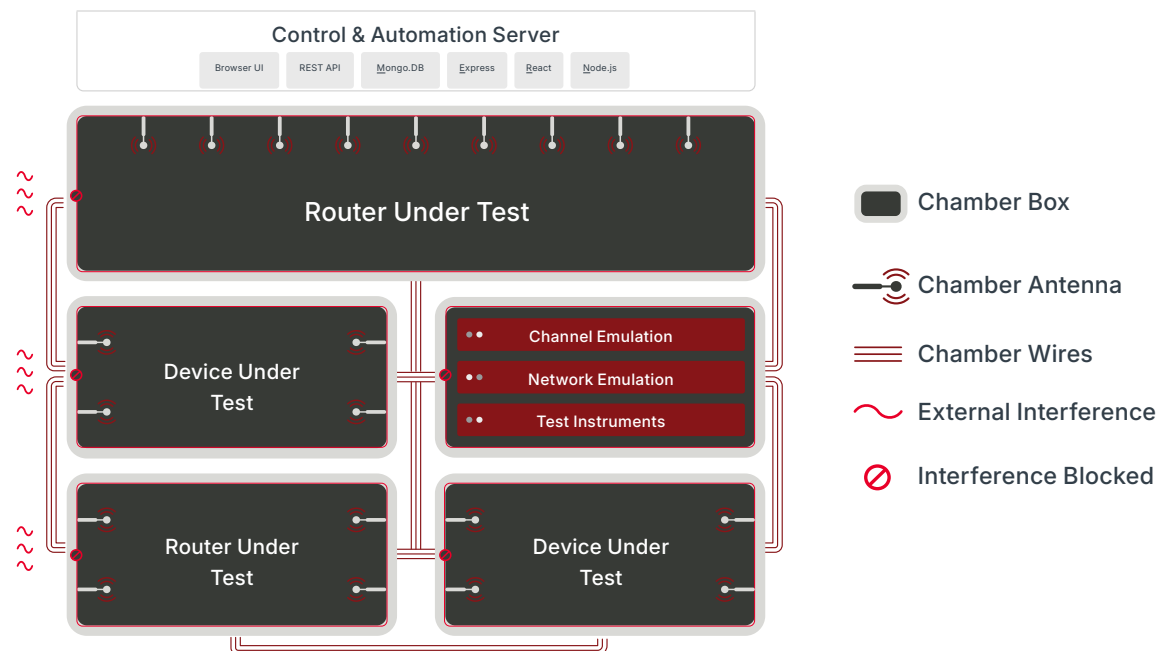 Control & Automation Server
Browser UI
REST API
Mongo.DB
Express
React
Node.js
Router Under Test
Device Under
Test
Channel Emulation
Network Emulation
Test Instruments
Router Under
Test
Device Under
Test
Chamber Box
Chamber Antenna
Chamber Wires
External Interference
Interference Blocked